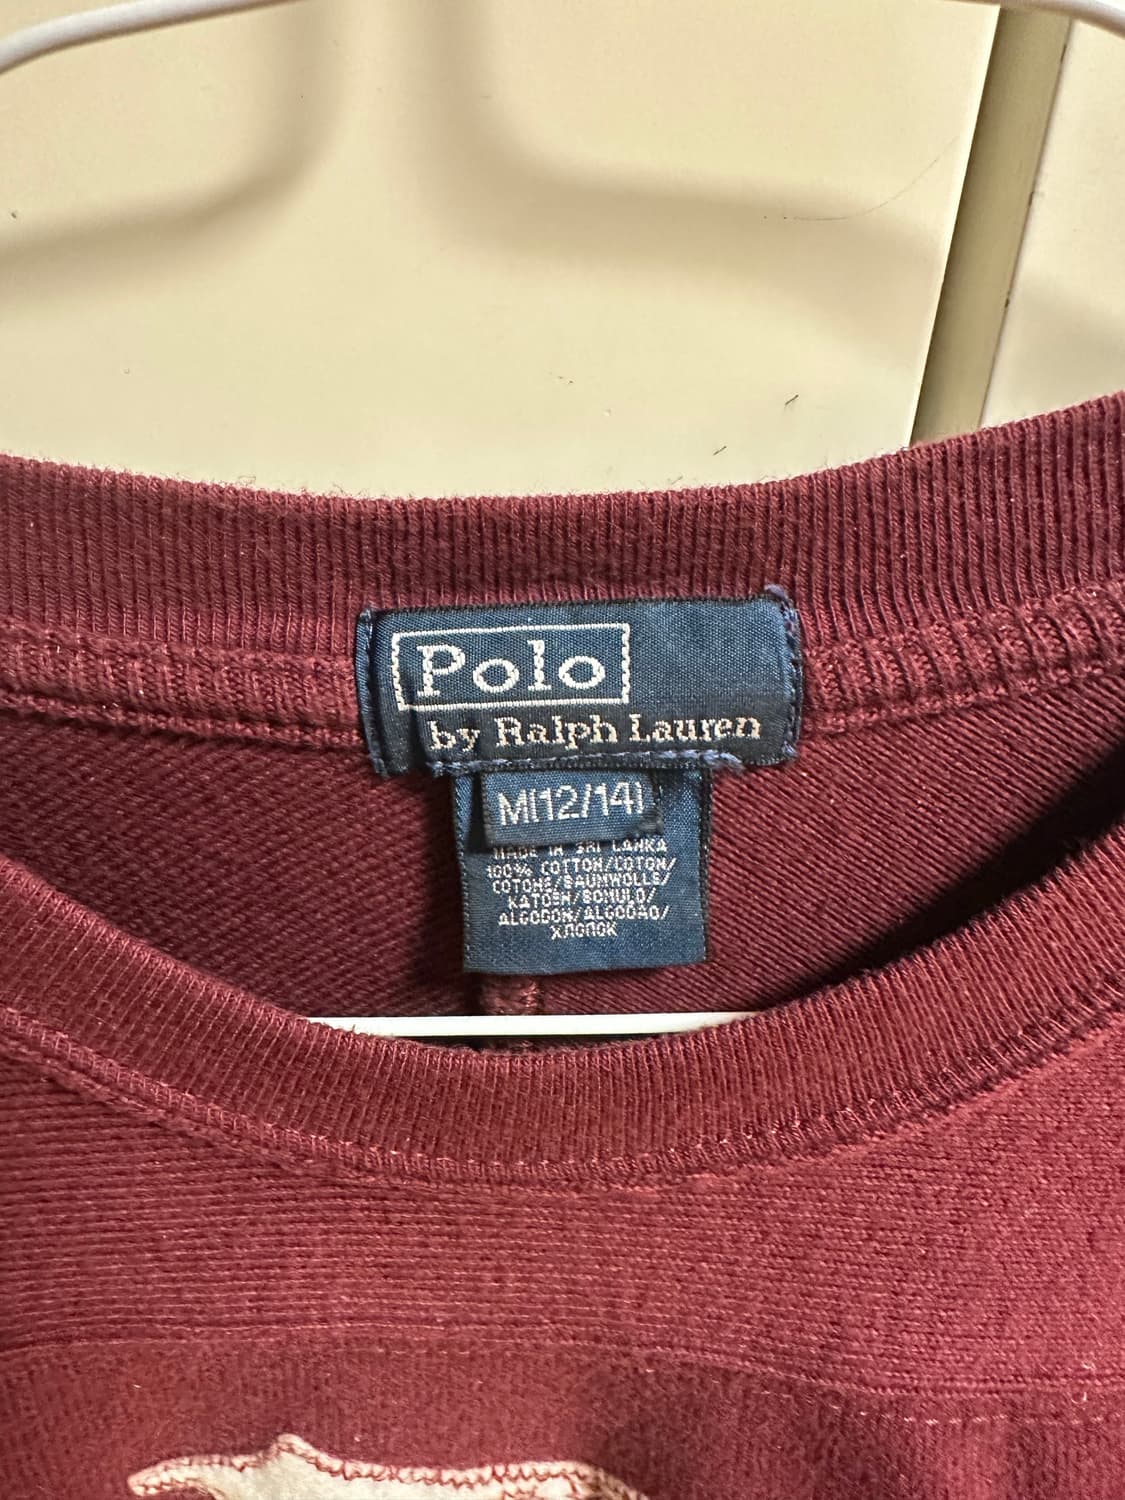 Polo
by Ralph Lauren
M(12/14)
MADE IN SRI LANKA
100% COTTON/COTON/
COTONE/BAUMWOLLE/
KATOEN/BOMULD/
ALGODON/ALGODÃO/
ХЛОПОК